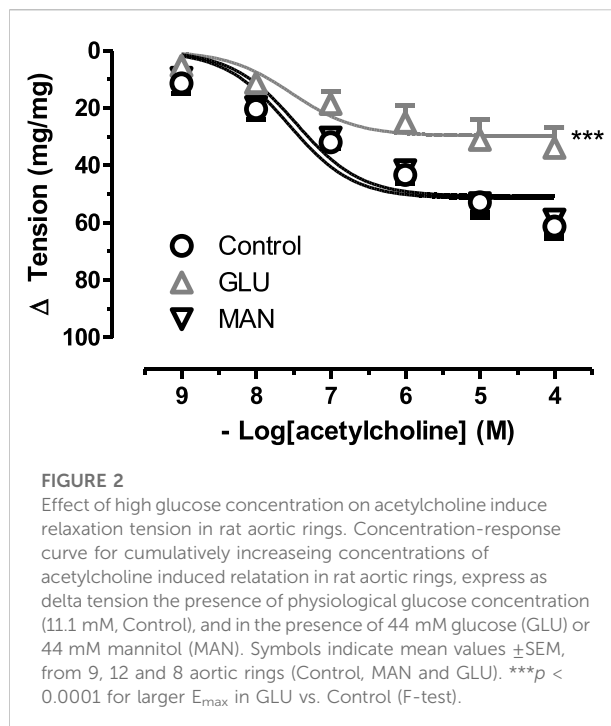 0
20
40
60
80
100
Δ Tension (mg/mg)
***
Control
GLU
MAN
9 8 7 6 5 4
- Log[acetylcholine] (M)
FIGURE 2
Effect of high glucose concentration on acetylcholine induce
relaxation tension in rat aortic rings. Concentration-response
curve for cumulatively increaseing concentrations of
acetylcholine induced relatation in rat aortic rings, express as
delta tension the presence of physiological glucose concentration
(11.1 mM, Control), and in the presence of 44 mM glucose (GLU) or
44 mM mannitol (MAN). Symbols indicate mean values ±SEM,
from 9, 12 and 8 aortic rings (Control, MAN and GLU). ***p <
0.0001 for larger Emax in GLU vs. Control (F-test).